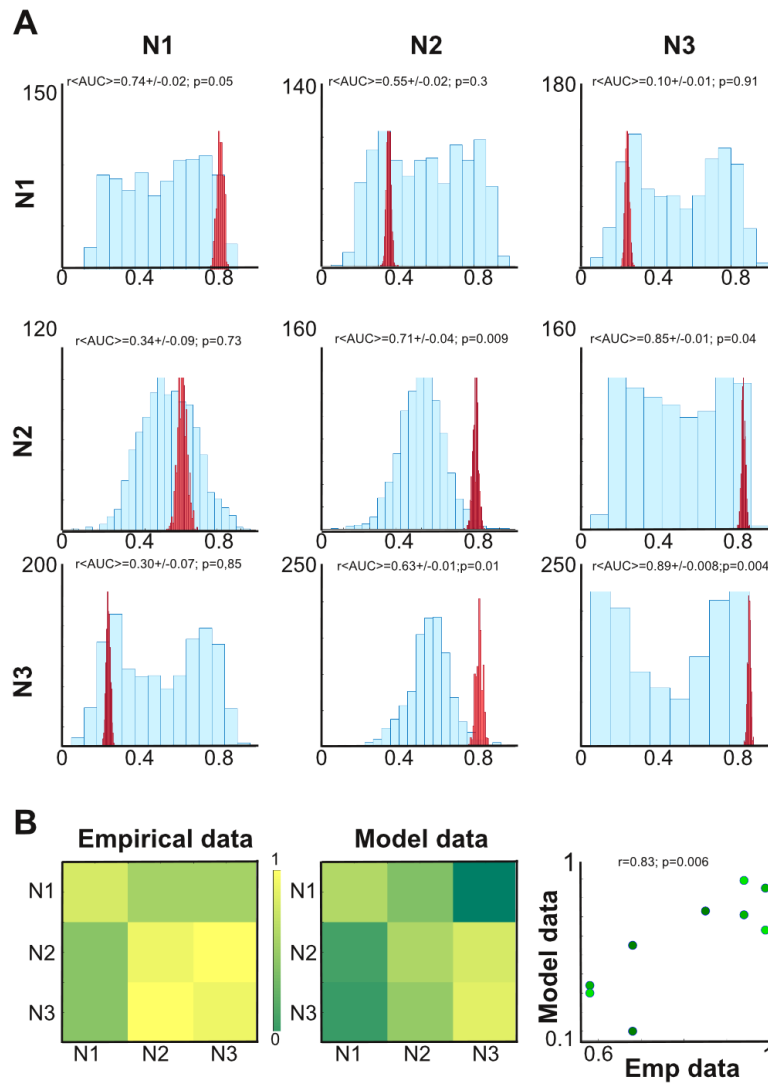 A
N1 N2 N3
N1
r<AUC>=0.74+/-0.02; p=0.05
150
0 0.4 0.8
r<AUC>=0.55+/-0.02; p=0.3
140
0 0.4 0.8
r<AUC>=0.10+/-0.01; p=0.91
180
0 0.4 0.8
N2
r<AUC>=0.34+/-0.09; p=0.73
120
0 0.4 0.8
r<AUC>=0.71+/-0.04; p=0.009
160
0 0.4 0.8
r<AUC>=0.85+/-0.01; p=0.04
160
0 0.4 0.8
N3
r<AUC>=0.30+/-0.07; p=0,85
200
0 0.4 0.8
r<AUC>=0.63+/-0.01;p=0.01
250
0 0.4 0.8
r<AUC>=0.89+/-0.008;p=0.004
250
0 0.4 0.8
B
Empirical data
N1
N2
N3
N1 N2 N3
1
0
Model data
N1
N2
N3
N1 N2 N3
r=0.83; p=0.006
Model data
1
0.1
0.6 1
Emp data